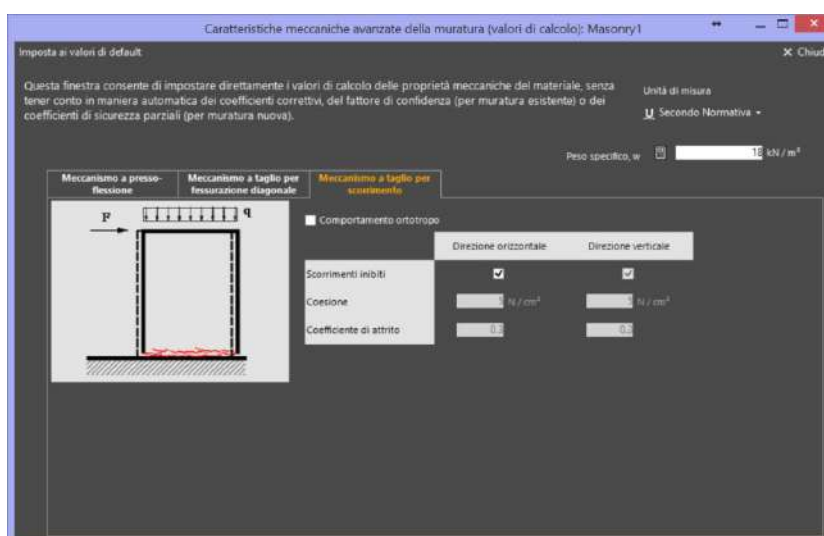 Caratteristiche meccaniche avanzate della muratura (valori di calcolo): Masonry1
Imposta ai valori di default
Chiud
Questa finestra consente di impostare direttamente i valori di calcolo delle proprietà meccaniche del materiale, senza
tener conto in maniera automatica dei coefficienti correttivi, del fattore di confidenza (per muratura esistente) o dei
coefficienti di sicurezza parziali (per muratura nuova).
Unità di misura
U Secondo Normativa
Peso specifico, w 18 kN / m³
Meccanismo a presso-
flessione
Meccanismo a taglio per
fessurazione diagonale
Meccanismo a taglio per
scorrimento
F q
Comportamento ortotropo
Direzione orizzontale Direzione verticale
Scorrimenti inibiti
Coesione N / cm² N / cm²
Coefficiente di attrito 0.3 0.3